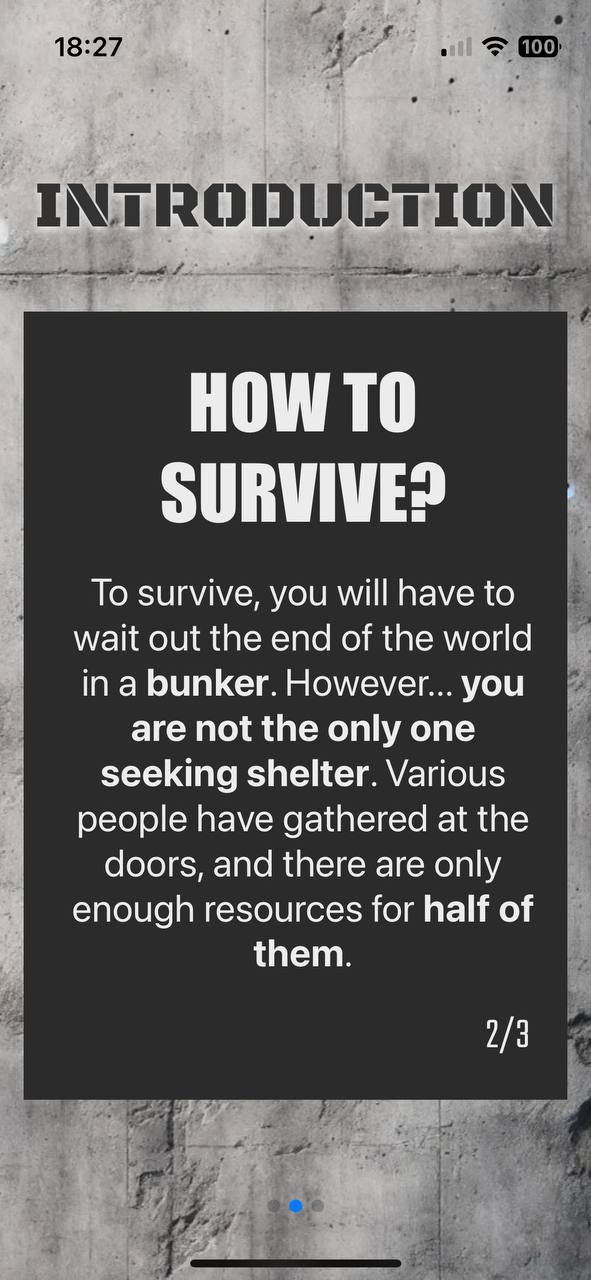 18:27
100
INTRODUCTION
HOW TO
SURVIVE?
To survive, you will have to
wait out the end of the world
in a bunker. However... you
are not the only one
seeking shelter. Various
people have gathered at the
doors, and there are only
enough resources for half of
them.
2/3